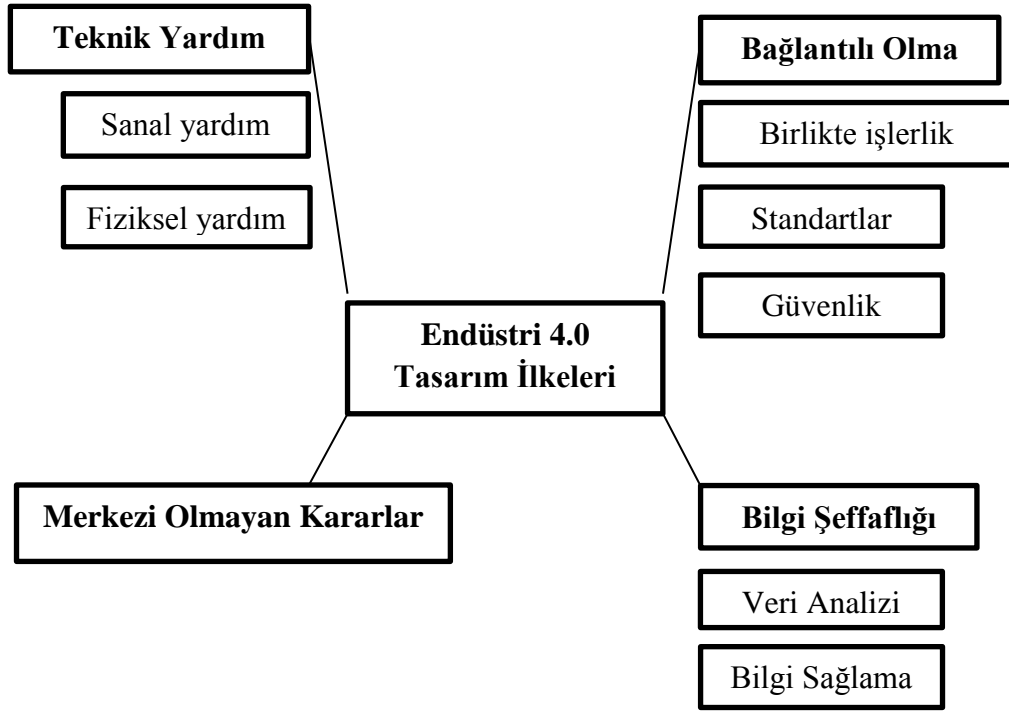 Teknik Yardım
Sanal yardım
Fiziksel yardım
Bağlantılı Olma
Birlikte işlerlik
Standartlar
Güvenlik
Endüstri 4.0
Tasarım İlkeleri
Merkezi Olmayan Kararlar
Bilgi Şeffaflığı
Veri Analizi
Bilgi Sağlama